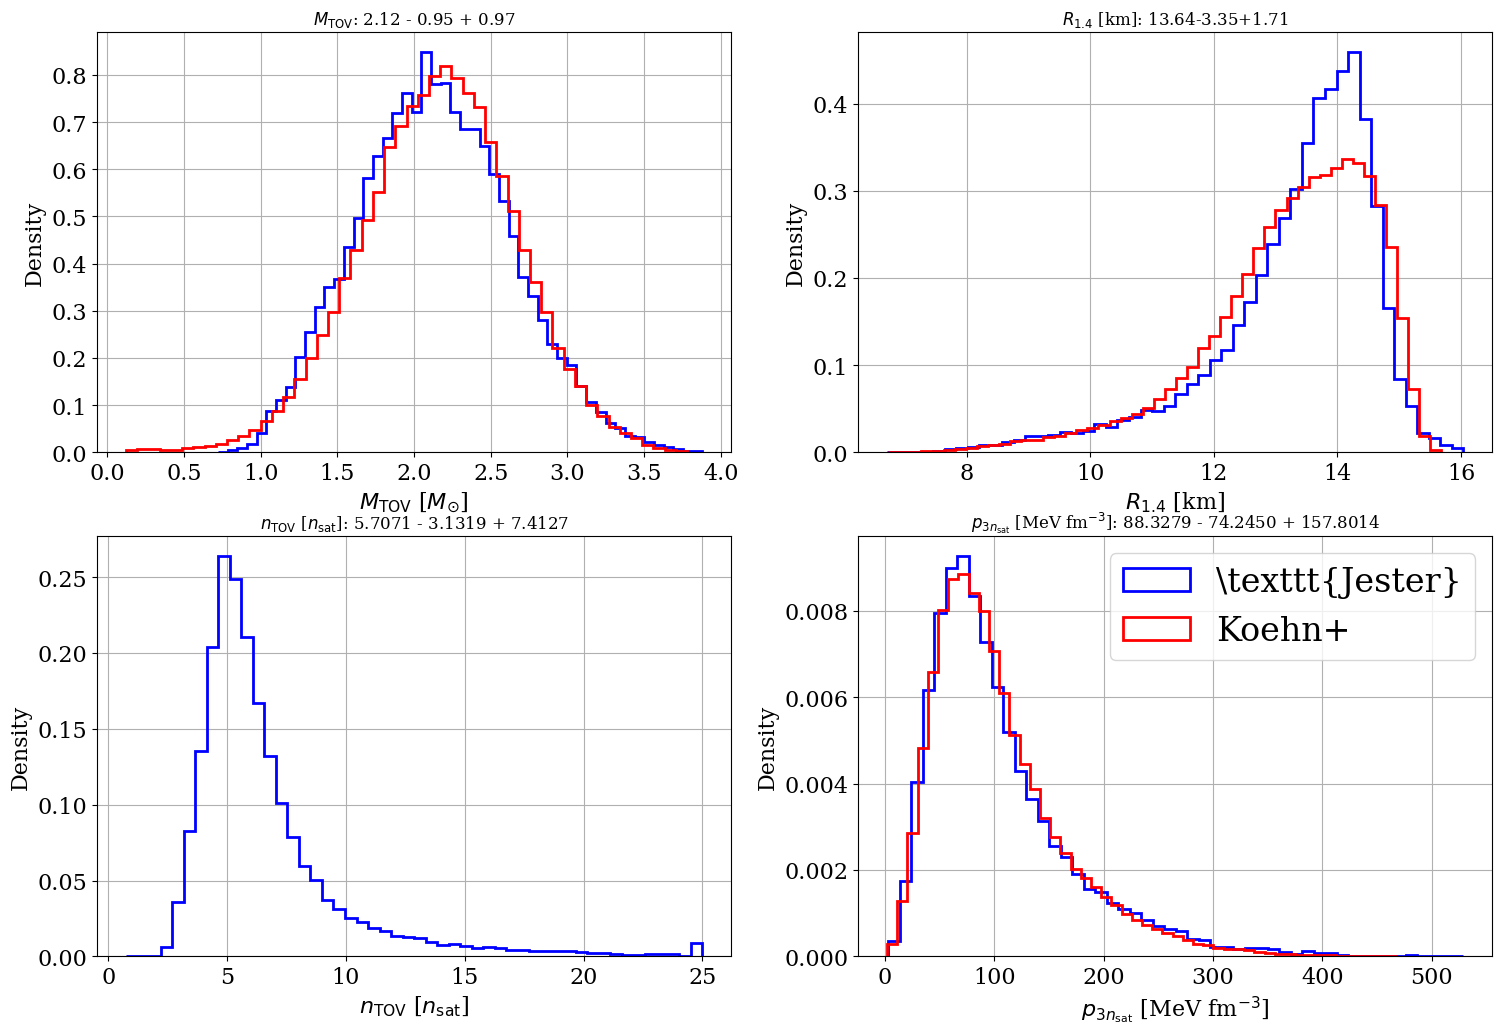 M_TOV: 2.12 - 0.95 + 0.97
Density
0.8
0.7
0.6
0.5
0.4
0.3
0.2
0.1
0.0
0.0 0.5 1.0 1.5 2.0 2.5 3.0 3.5 4.0
M_TOV [M_⊙]
R_1.4 [km]: 13.64-3.35+1.71
Density
0.4
0.3
0.2
0.1
0.0
8 10 12 14 16
R_1.4 [km]
n_TOV [n_sat]: 5.7071 - 3.1319 + 7.4127
Density
0.25
0.20
0.15
0.10
0.05
0.00
0 5 10 15 20 25
n_TOV [n_sat]
p_3n_sat [MeV fm⁻³]: 88.3279 - 74.2450 + 157.8014
\texttt{Jester}
Koehn+
Density
0.008
0.006
0.004
0.002
0.000
0 100 200 300 400 500
p_3n_sat [MeV fm⁻³]